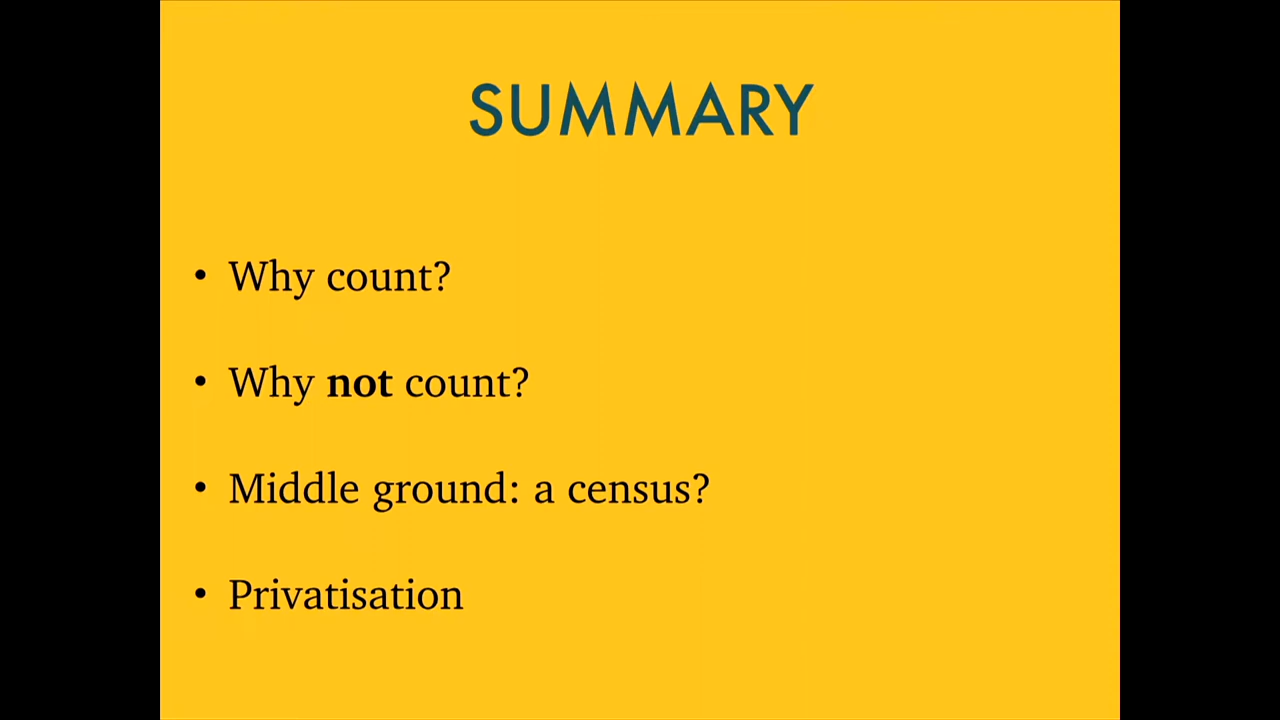 SUMMARY
• Why count?
• Why not count?
• Middle ground: a census?
• Privatisation